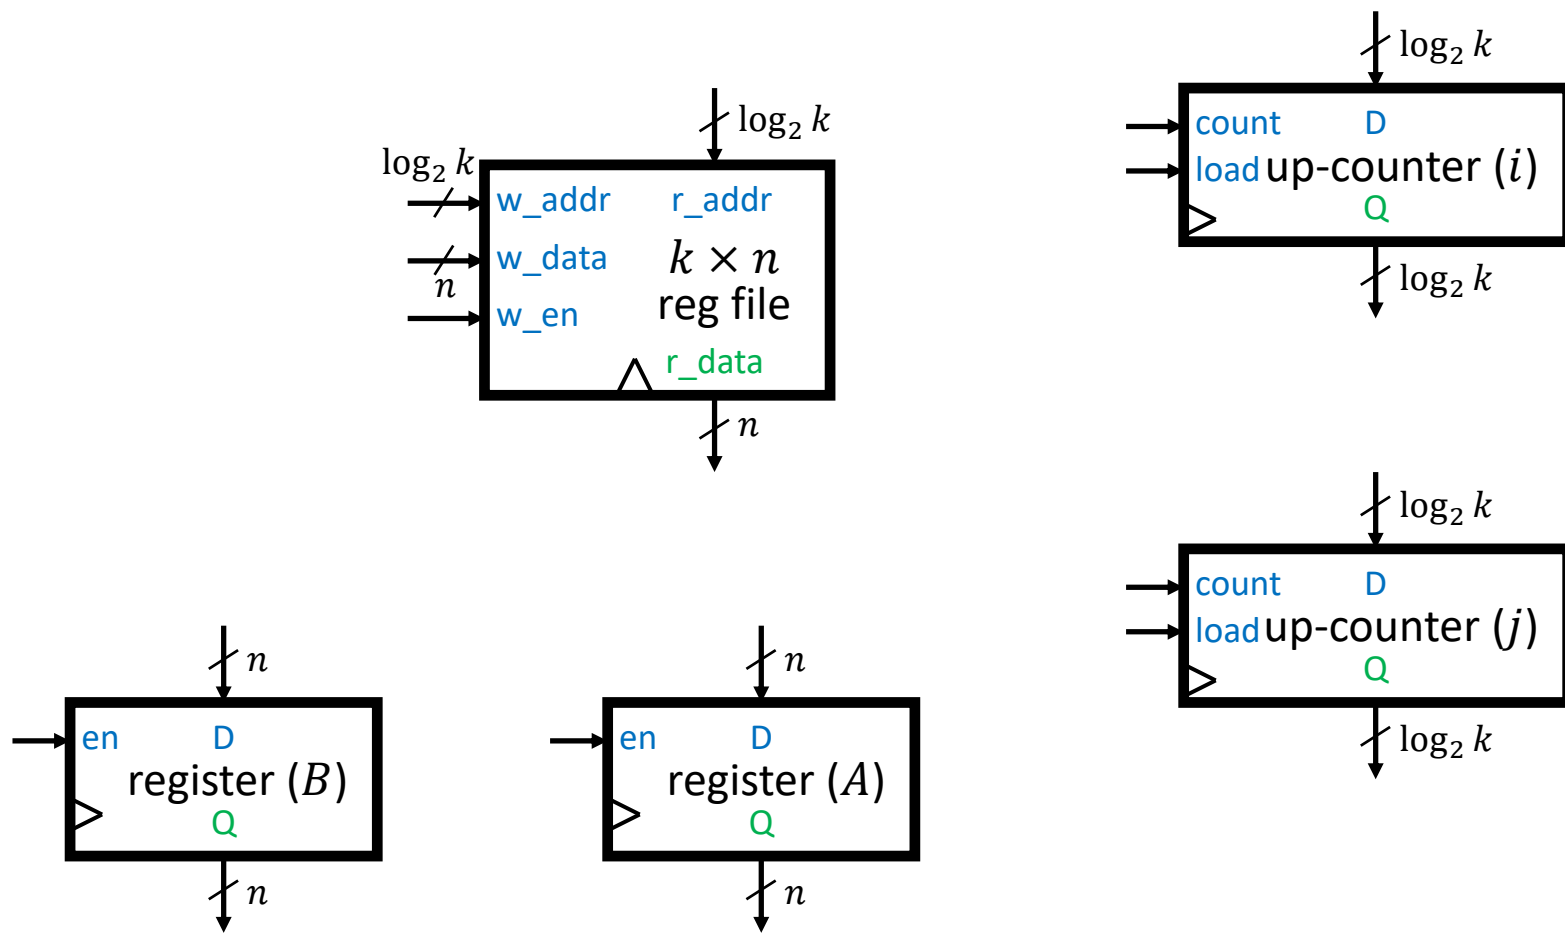 log₂ k
count D
load up-counter (i)
Q
log₂ k
log₂ k
log₂ k
w_addr r_addr
w_data k × n
n
reg file
w_en
r_data
n
log₂ k
count D
load up-counter (j)
Q
log₂ k
n
en D
register (B)
Q
n
n
en D
register (A)
Q
n